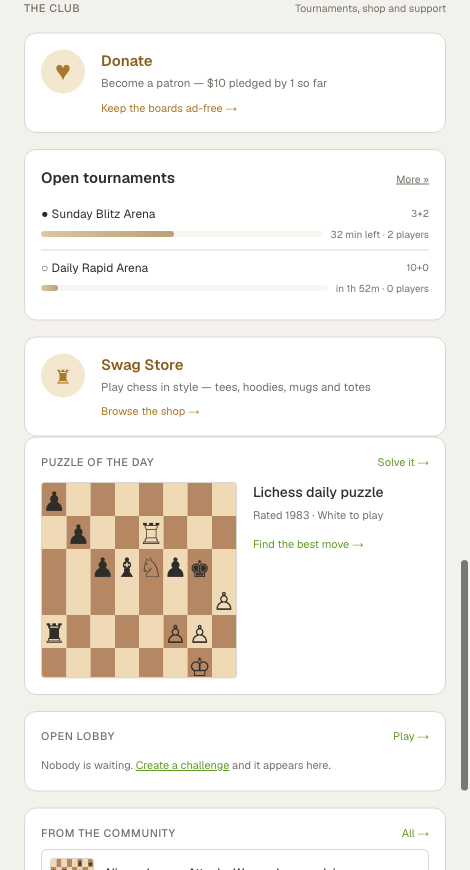 THE CLUB
Tournaments, shop and support
Donate
Become a patron — $10 pledged by 1 so far
Keep the boards ad-free →
Open tournaments
More »
● Sunday Blitz Arena
3+2
32 min left · 2 players
○ Daily Rapid Arena
10+0
in 1h 52m · 0 players
Swag Store
Play chess in style — tees, hoodies, mugs and totes
Browse the shop →
PUZZLE OF THE DAY
Solve it →
Lichess daily puzzle
Rated 1983 · White to play
Find the best move →
OPEN LOBBY
Play →
Nobody is waiting. Create a challenge and it appears here.
FROM THE COMMUNITY
All →